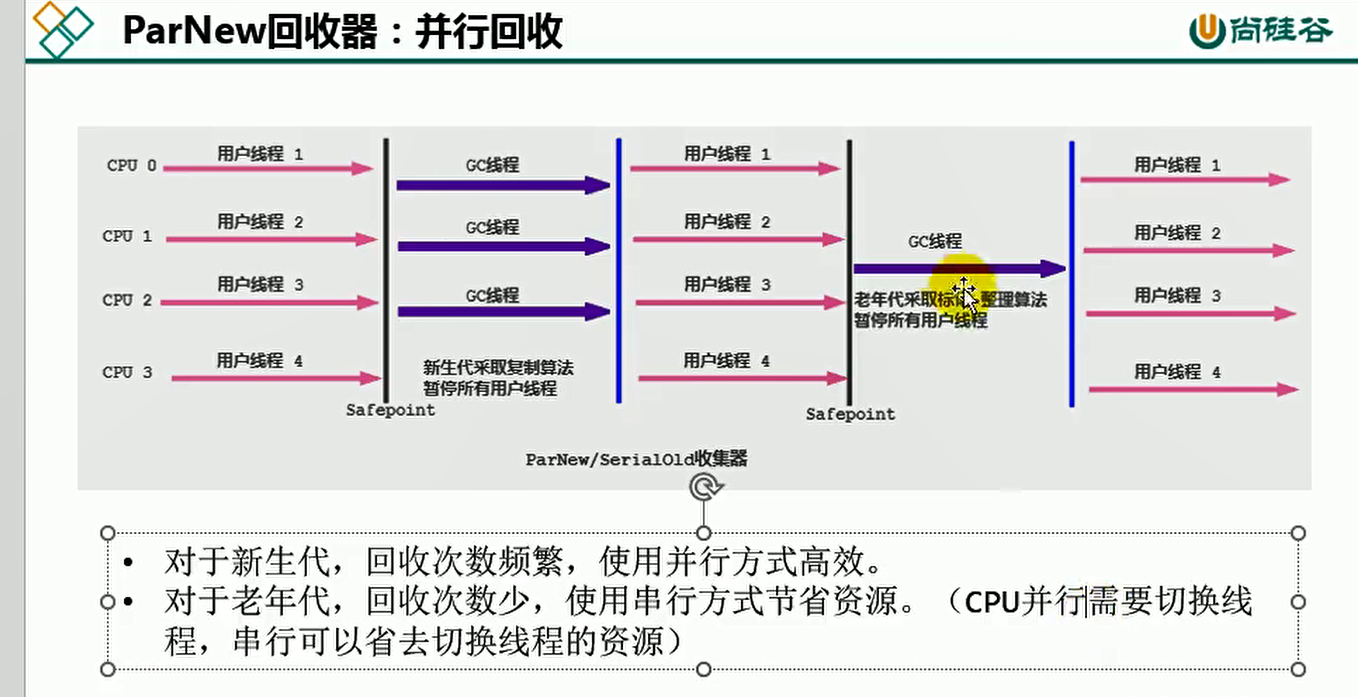 ParNew回收器：并行回收
尚硅谷
CPU 0
用户线程 1
GC线程
用户线程 1
用户线程 1
CPU 1
用户线程 2
GC线程
用户线程 2
GC线程
用户线程 2
CPU 2
用户线程 3
GC线程
用户线程 3
老年代采取标 整理算法
暂停所有用户线程
用户线程 3
CPU 3
用户线程 4
新生代采取复制算法
暂停所有用户线程
用户线程 4
用户线程 4
Safepoint
Safepoint
ParNew/SerialOld收集器
• 对于新生代，回收次数频繁，使用并行方式高效。
• 对于老年代，回收次数少，使用串行方式节省资源。（CPU并行需要切换线
程，串行可以省去切换线程的资源）